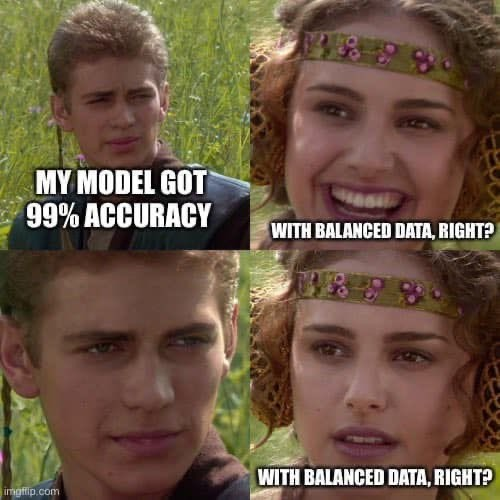 MY MODEL GOT
99% ACCURACY
WITH BALANCED DATA, RIGHT?
WITH BALANCED DATA, RIGHT?
imgflip.com